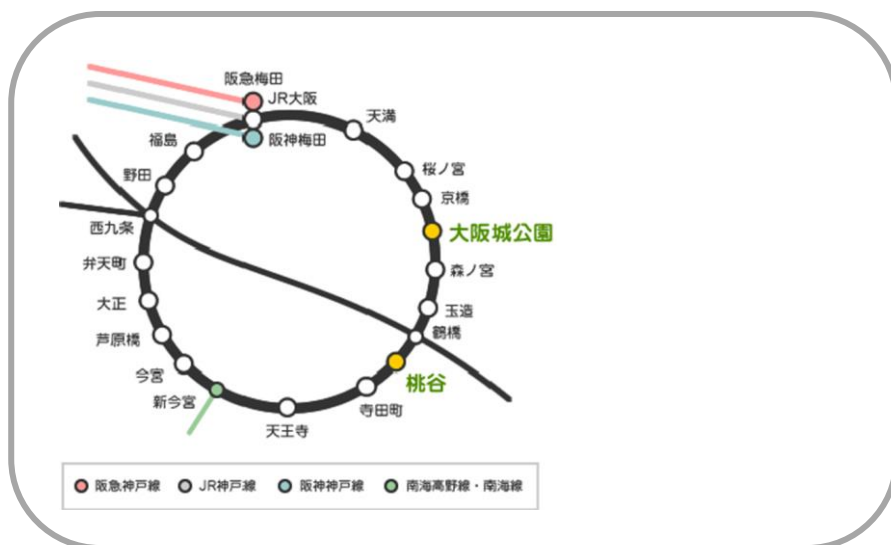 阪急梅田
JR大阪
天満
阪神梅田
福島
桜ノ宮
野田
京橋
西九条
大阪城公園
弁天町
森ノ宮
大正
玉造
芦原橋
鶴橋
今宮
桃谷
新今宮
寺田町
天王寺
阪急神戸線 JR神戸線 阪神神戸線 南海高野線・南海線